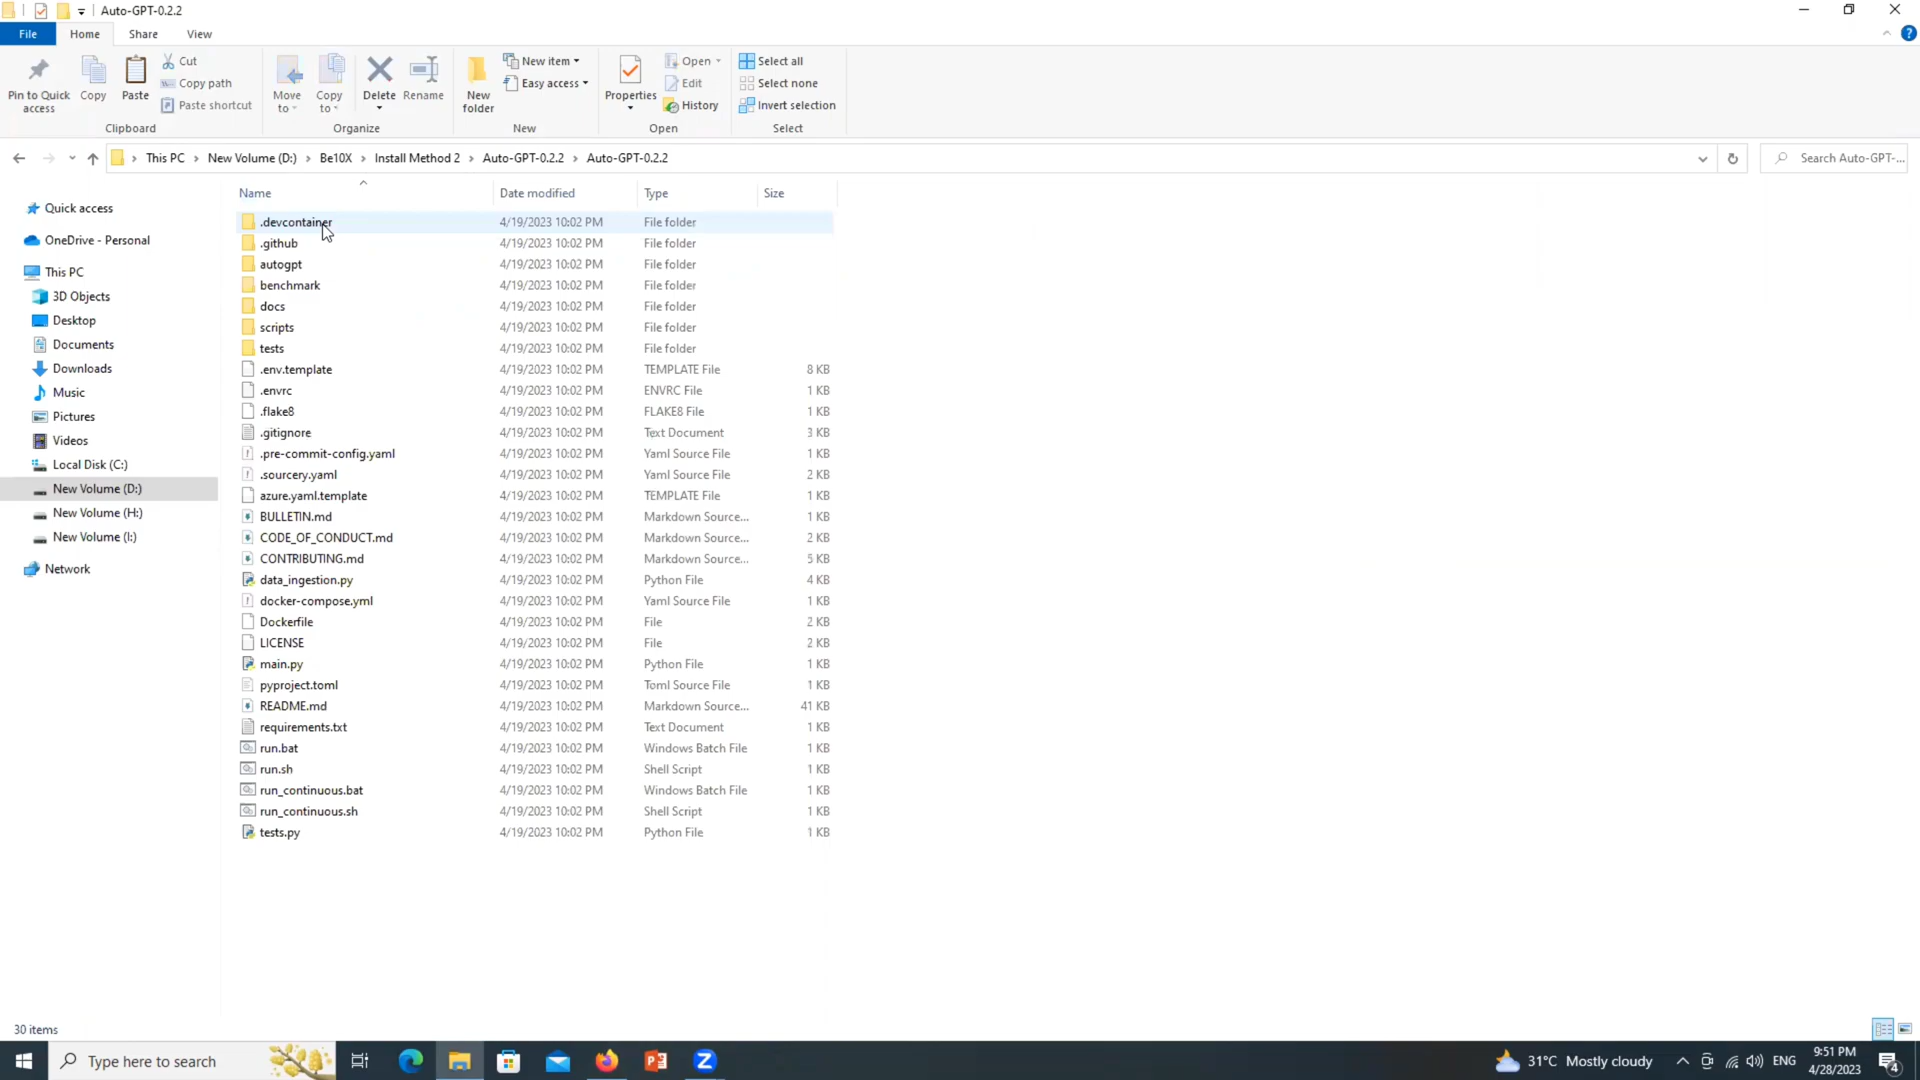 Auto-GPT-0.2.2
File Home Share View
Pin to Quick access
Copy
Paste
Cut
Copy path
Paste shortcut
Clipboard
Move to
Copy to
Delete
Rename
Organize
New folder
New item
Easy access
New
Properties
Open
Edit
History
Open
Select all
Select none
Invert selection
Select
This PC > New Volume (D:) > Be10X > Install Method 2 > Auto-GPT-0.2.2 > Auto-GPT-0.2.2
Search Auto-GPT-...
Quick access
OneDrive - Personal
This PC
3D Objects
Desktop
Documents
Downloads
Music
Pictures
Videos
Local Disk (C:)
New Volume (D:)
New Volume (H:)
New Volume (I:)
Network
Name Date modified Type Size
.devcontainer 4/19/2023 10:02 PM File folder
.github 4/19/2023 10:02 PM File folder
autogpt 4/19/2023 10:02 PM File folder
benchmark 4/19/2023 10:02 PM File folder
docs 4/19/2023 10:02 PM File folder
scripts 4/19/2023 10:02 PM File folder
tests 4/19/2023 10:02 PM File folder
.env.template 4/19/2023 10:02 PM TEMPLATE File 8 KB
.envrc 4/19/2023 10:02 PM ENVRC File 1 KB
.flake8 4/19/2023 10:02 PM FLAKE8 File 1 KB
.gitignore 4/19/2023 10:02 PM Text Document 3 KB
.pre-commit-config.yaml 4/19/2023 10:02 PM Yaml Source File 1 KB
.sourcery.yaml 4/19/2023 10:02 PM Yaml Source File 2 KB
azure.yaml.template 4/19/2023 10:02 PM TEMPLATE File 1 KB
BULLETIN.md 4/19/2023 10:02 PM Markdown Source... 1 KB
CODE_OF_CONDUCT.md 4/19/2023 10:02 PM Markdown Source... 2 KB
CONTRIBUTING.md 4/19/2023 10:02 PM Markdown Source... 5 KB
data_ingestion.py 4/19/2023 10:02 PM Python File 4 KB
docker-compose.yml 4/19/2023 10:02 PM Yaml Source File 1 KB
Dockerfile 4/19/2023 10:02 PM File 2 KB
LICENSE 4/19/2023 10:02 PM File 2 KB
main.py 4/19/2023 10:02 PM Python File 1 KB
pyproject.toml 4/19/2023 10:02 PM Toml Source File 1 KB
README.md 4/19/2023 10:02 PM Markdown Source... 41 KB
requirements.txt 4/19/2023 10:02 PM Text Document 1 KB
run.bat 4/19/2023 10:02 PM Windows Batch File 1 KB
run.sh 4/19/2023 10:02 PM Shell Script 1 KB
run_continuous.bat 4/19/2023 10:02 PM Windows Batch File 1 KB
run_continuous.sh 4/19/2023 10:02 PM Shell Script 1 KB
tests.py 4/19/2023 10:02 PM Python File 1 KB
30 items
Type here to search
31°C Mostly cloudy
ENG
9:51 PM
4/28/2023
4